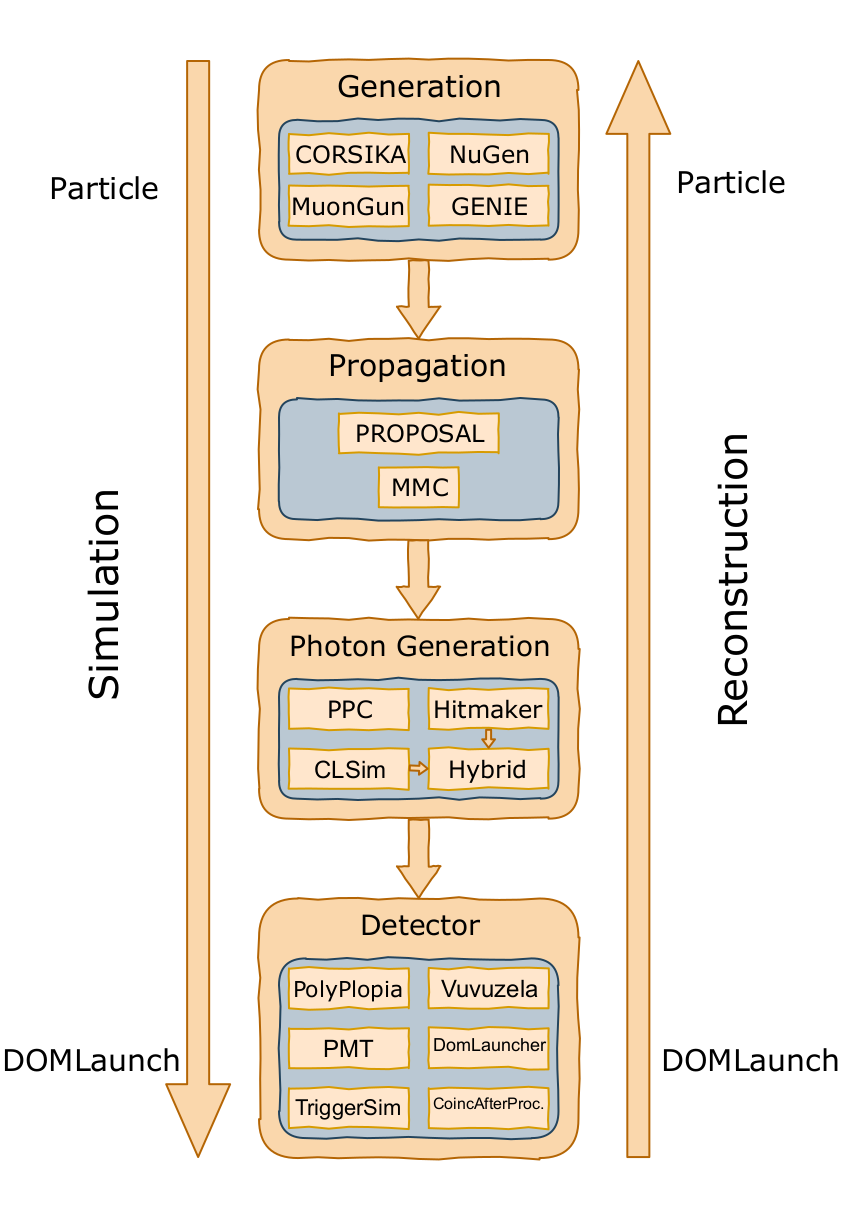 Generation
CORSIKA
NuGen
MuonGun
GENIE
Particle
Particle
Propagation
PROPOSAL
MMC
Simulation
Reconstruction
Photon Generation
PPC
Hitmaker
CLSim
Hybrid
Detector
PolyPlopia
Vuvuzela
PMT
DomLauncher
TriggerSim
CoincAfterProc.
DOMLaunch
DOMLaunch